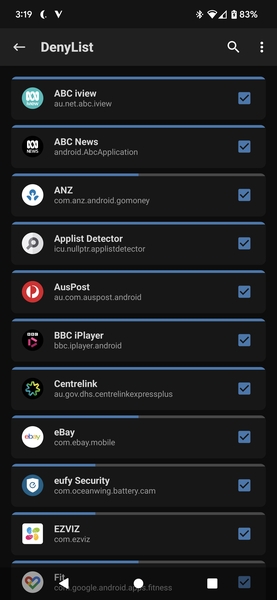 3:19
83%
DenyList
ABC iview
au.net.abc.iview
ABC News
android.AbcApplication
ANZ
com.anz.android.gomoney
Applist Detector
icu.nullptr.applistdetector
AusPost
au.com.auspost.android
BBC iPlayer
bbc.iplayer.android
Centrelink
au.gov.dhs.centrelinkexpressplus
eBay
com.ebay.mobile
eufy Security
com.oceanwing.battery.cam
EZVIZ
com.ezviz
Fit
com.google.android.apps.fitness